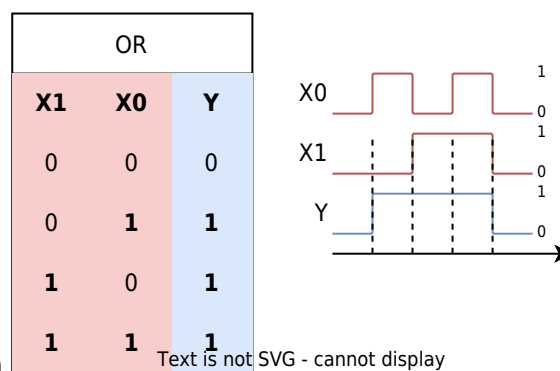 OR
X1 X0 Y
0 0 0
0 1 1
1 0 1
1 1 1
X0 1
0
X1 1
0
Y 1
0
Text is not SVG - cannot display